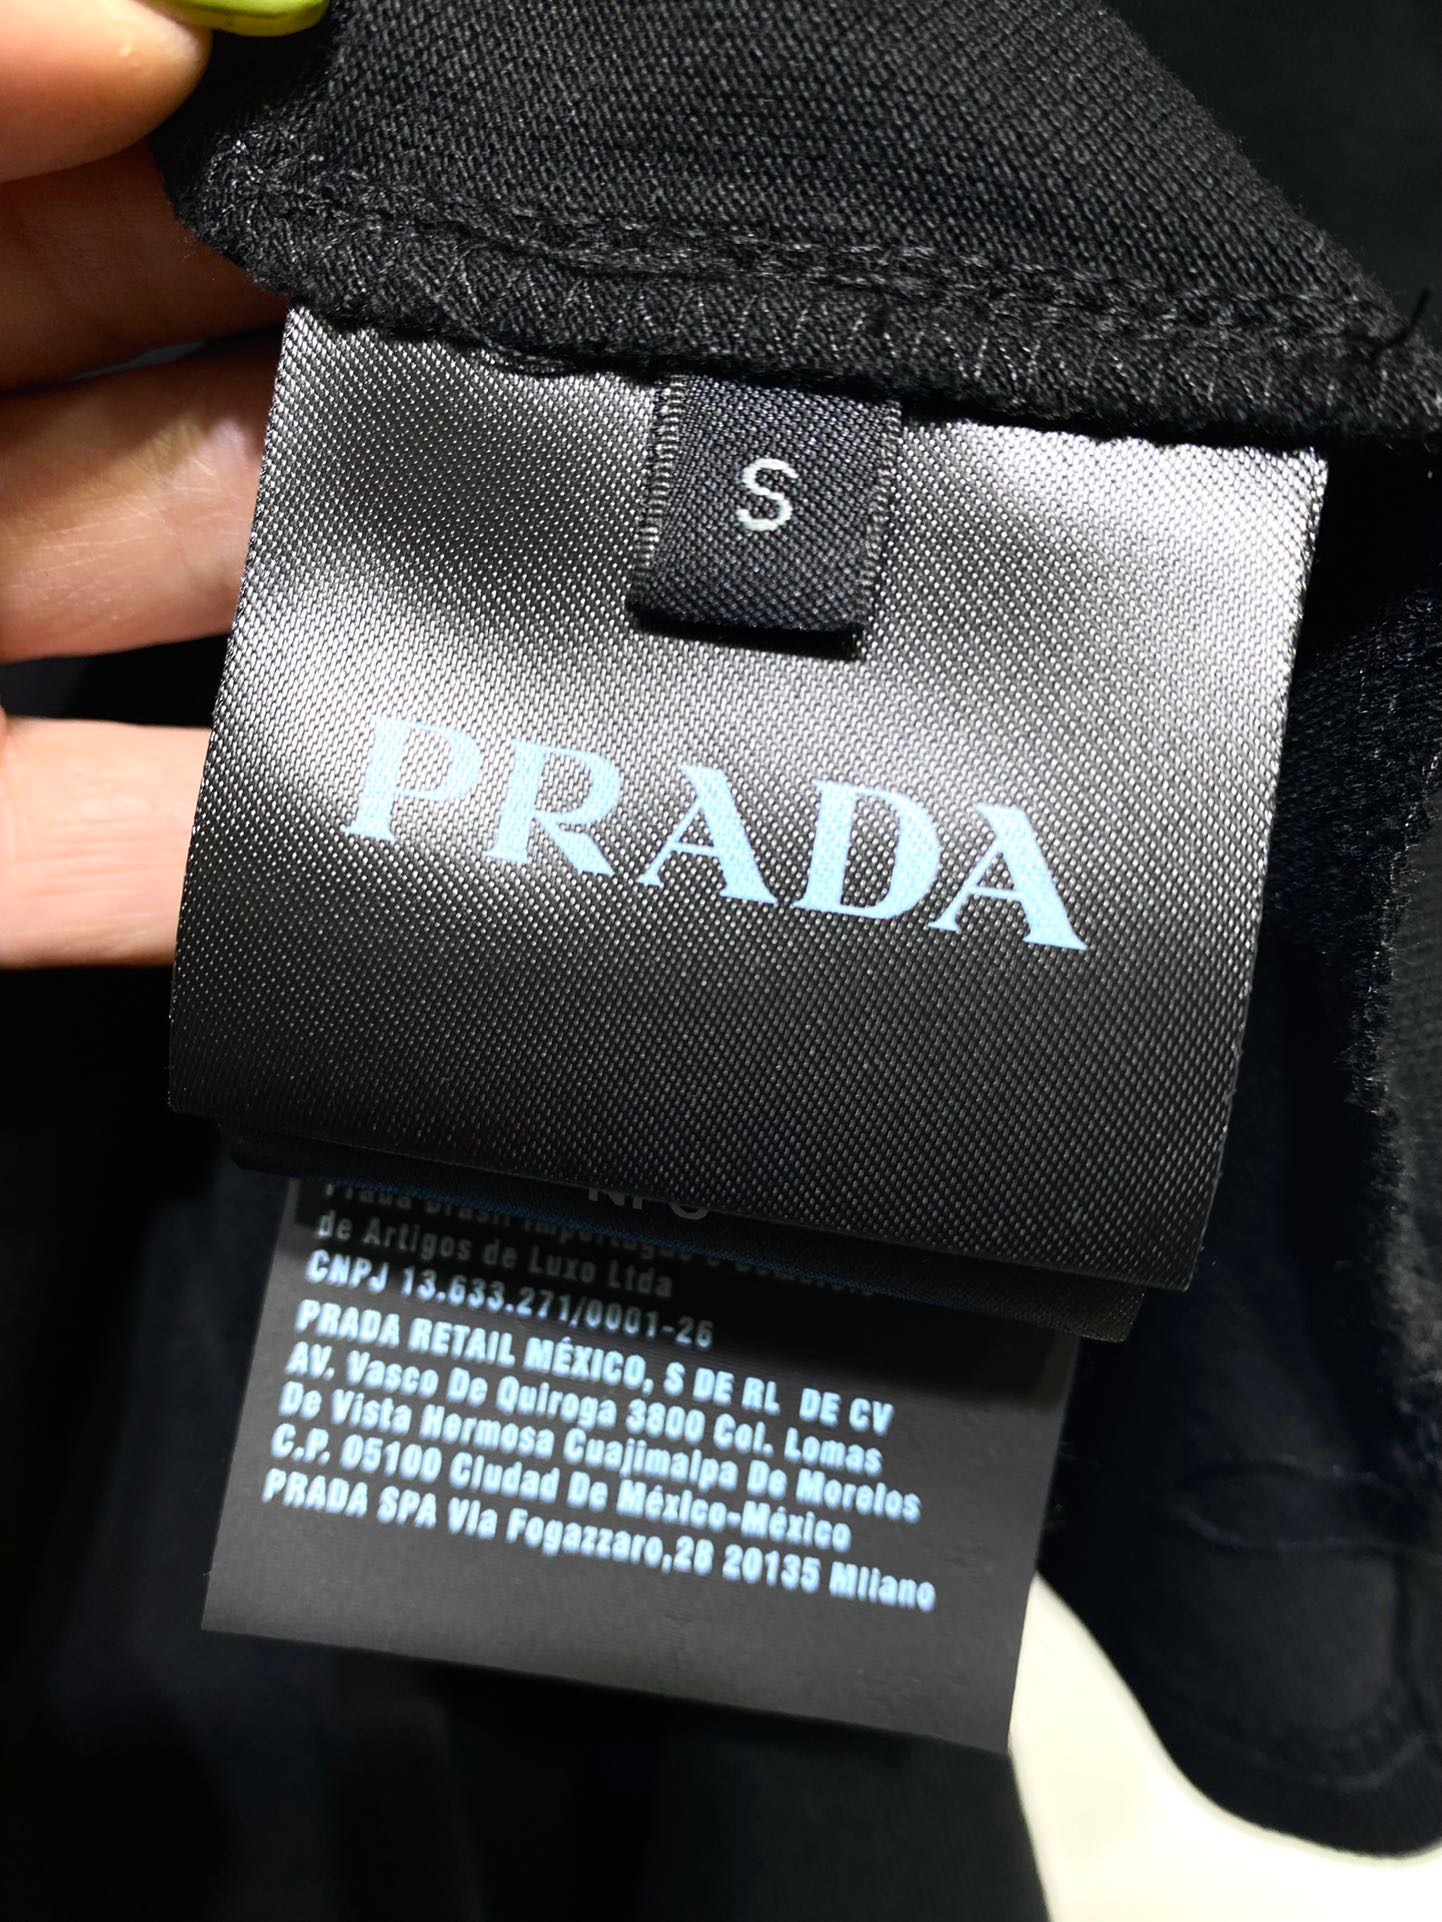 S
PRADA
NFC
de Artigos de Luxo Ltda
CNPJ 13.633.271/0001-26
PRADA RETAIL MÉXICO, S DE RL DE CV
AV. Vasco De Quiroga 3800 Col. Lomas
De Vista Hermosa Cuajimalpa De Morelos
C.P. 05100 Ciudad De México-México
PRADA SPA Via Fogazzaro,28 20135 Milano